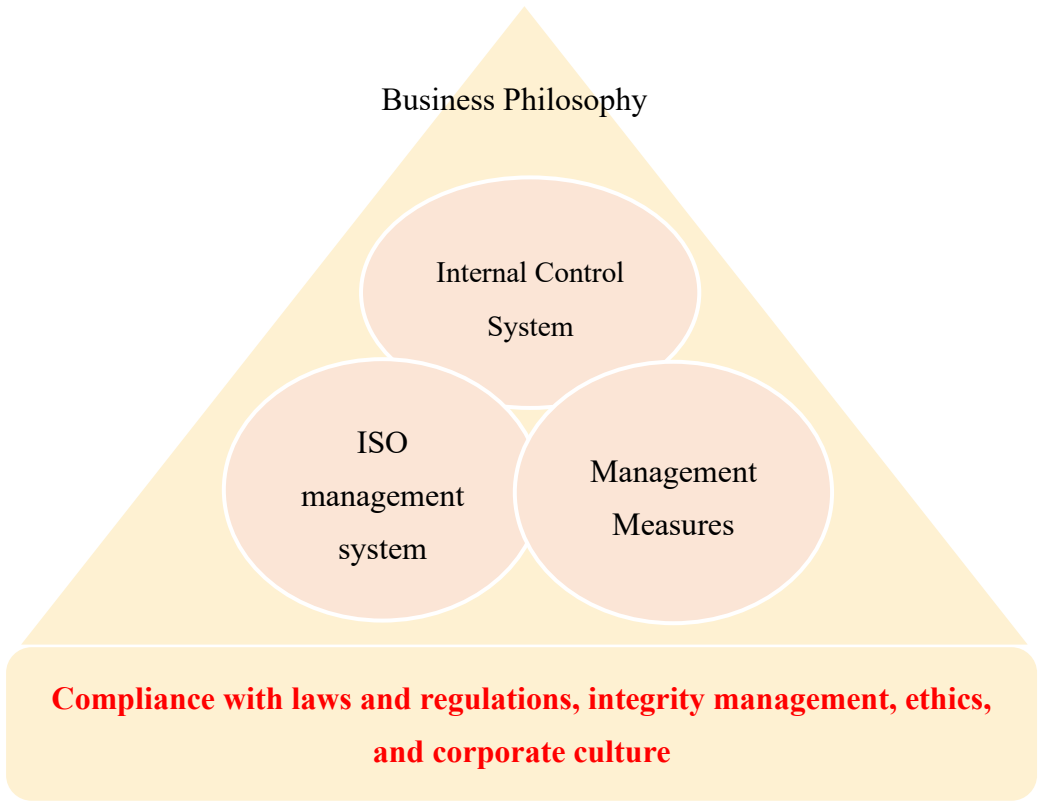 Business Philosophy
Internal Control
System
ISO
management
system
Management
Measures
Compliance with laws and regulations, integrity management, ethics,
and corporate culture